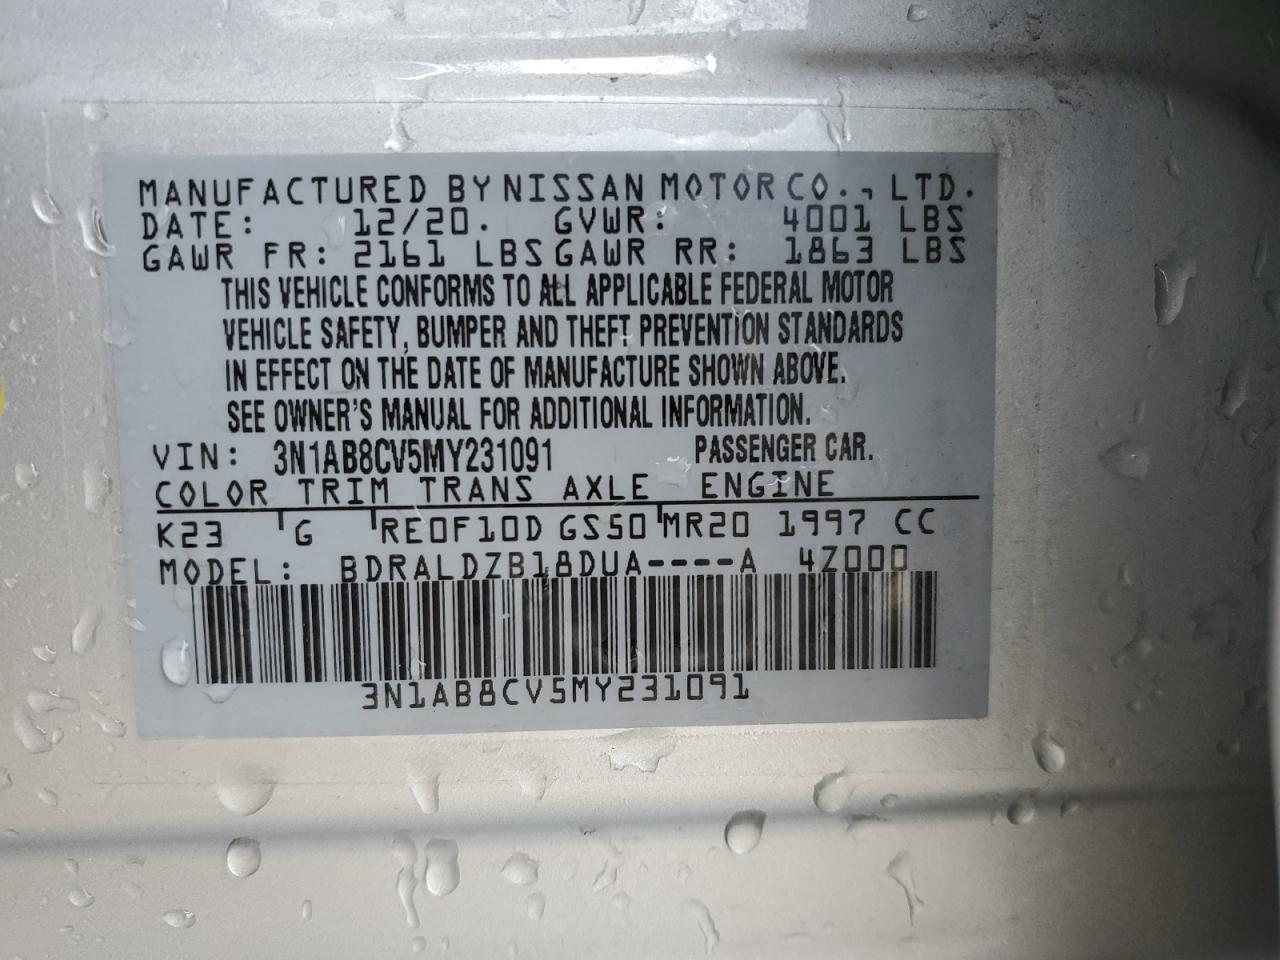 MANUFACTURED BY NISSAN MOTOR CO., LTD.
DATE: 12/20. GVWR: 4001 LBS
GAWR FR: 2161 LBS GAWR RR: 1863 LBS
THIS VEHICLE CONFORMS TO ALL APPLICABLE FEDERAL MOTOR
VEHICLE SAFETY, BUMPER AND THEFT PREVENTION STANDARDS
IN EFFECT ON THE DATE OF MANUFACTURE SHOWN ABOVE.
SEE OWNER'S MANUAL FOR ADDITIONAL INFORMATION.
VIN: 3N1AB8CV5MY231091 PASSENGER CAR.
COLOR TRIM TRANS AXLE ENGINE
K23 G RE0F10D GS50 MR20 1997 CC
MODEL: BDRALDZB18DUA----A 4Z000
3N1AB8CV5MY231091